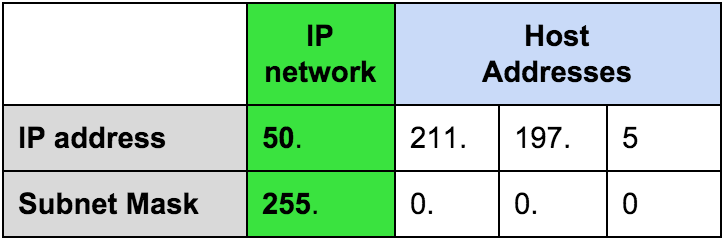 IP network
Host Addresses
IP address 50. 211. 197. 5
Subnet Mask 255. 0. 0. 0